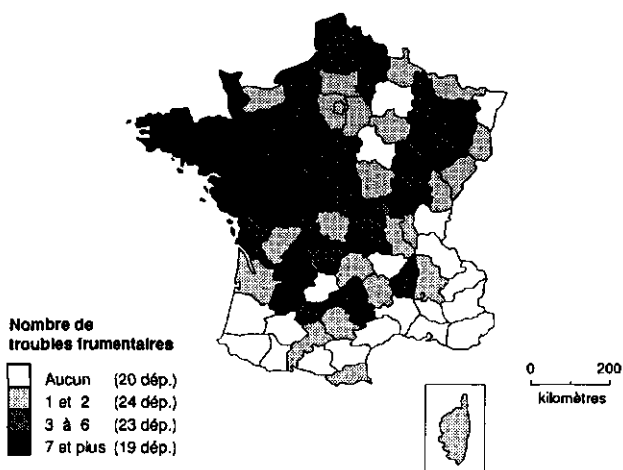 Nombre de
troubles frumentaires
Aucun (20 dép.)
1 et 2 (24 dép.)
3 à 6 (23 dép.)
7 et plus (19 dép.)
0 200
kilomètres